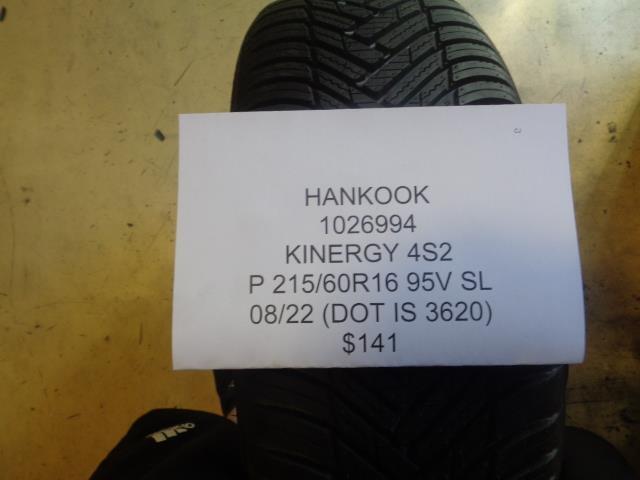 HANKOOK
1026994
KINERGY 4S2
P 215/60R16 95V SL
08/22 (DOT IS 3620)
$141